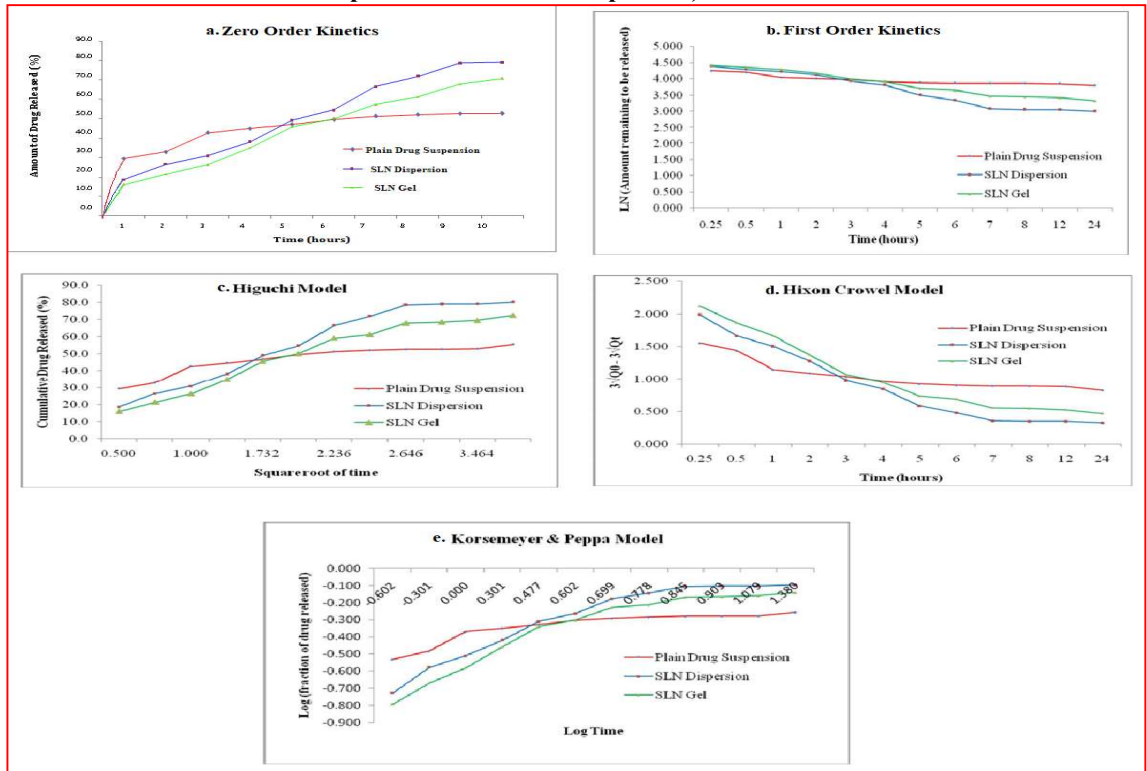 a. Zero Order Kinetics
Amount of Drug Released (%)
90.0
80.0
70.0
60.0
50.0
40.0
30.0
20.0
10.0
0.0
Plain Drug Suspension
SLN Dispersion
SLN Gel
1 2 3 4 5 6 7 8 9 10
Time (hours)
b. First Order Kinetics
LN (Amount remaining to be released)
5.000
4.500
4.000
3.500
3.000
2.500
2.000
1.500
1.000
0.500
0.000
Plain Drug Suspension
SLN Dispersion
SLN Gel
0.25 0.5 1 2 3 4 5 6 7 8 12 24
Time (hours)
c. Higuchi Model
Cumulative Drug Released (%)
90.0
80.0
70.0
60.0
50.0
40.0
30.0
20.0
10.0
0.0
Plain Drug Suspension
SLN Dispersion
SLN Gel
0.500 1.000 1.732 2.236 2.646 3.464
Square root of time
d. Hixon Crowel Model
3√Q0- 3√Qt
2.500
2.000
1.500
1.000
0.500
0.000
Plain Drug Suspension
SLN Dispersion
SLN Gel
0.25 0.5 1 2 3 4 5 6 7 8 12 24
Time (hours)
e. Korsemeyer & Peppa Model
Log (fraction of drug released)
0.000
-0.100
-0.200
-0.300
-0.400
-0.500
-0.600
-0.700
-0.800
-0.900
-0.602 -0.301 0.000 0.301 0.477 0.602 0.699 0.778 0.845 0.903 1.079 1.380
Plain Drug Suspension
SLN Dispersion
SLN Gel
Log Time